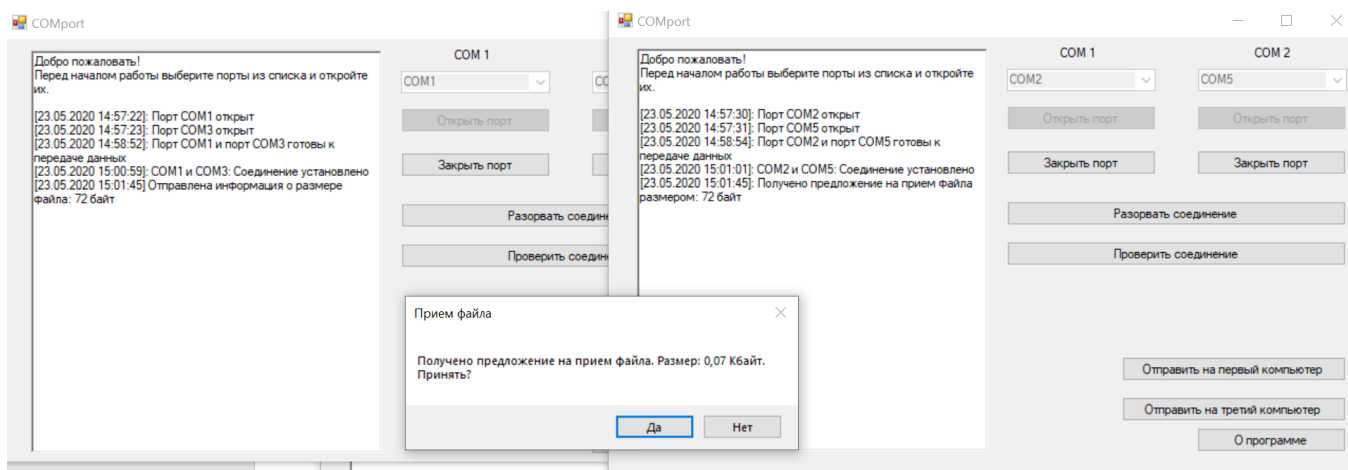 COMport
Добро пожаловать!
Перед началом работы выберите порты из списка и откройте
их.
[23.05.2020 14:57:22]: Порт COM1 открыт
[23.05.2020 14:57:23]: Порт COM3 открыт
[23.05.2020 14:58:52]: Порт COM1 и порт COM3 готовы к
передаче данных
[23.05.2020 15:00:59]: COM1 и COM3: Соединение установлено
[23.05.2020 15:01:45] Отправлена информация о размере
файла: 72 байт
COM 1
COM1
CO
Открыть порт
Закрыть порт
Разорвать соедине
Проверить соедин
COMport
Добро пожаловать!
Перед началом работы выберите порты из списка и откройте
их.
[23.05.2020 14:57:30]: Порт COM2 открыт
[23.05.2020 14:57:31]: Порт COM5 открыт
[23.05.2020 14:58:54]: Порт COM2 и порт COM5 готовы к
передаче данных
[23.05.2020 15:01:01]: COM2 и COM5: Соединение установлено
[23.05.2020 15:01:45]: Получено предложение на прием файла
размером: 72 байт
COM 1 COM 2
COM2 COM5
Открыть порт Открыть порт
Закрыть порт Закрыть порт
Разорвать соединение
Проверить соединение
Отправить на первый компьютер
Отправить на третий компьютер
О программе
Прием файла
Получено предложение на прием файла. Размер: 0,07 Кбайт.
Принять?
Да Нет